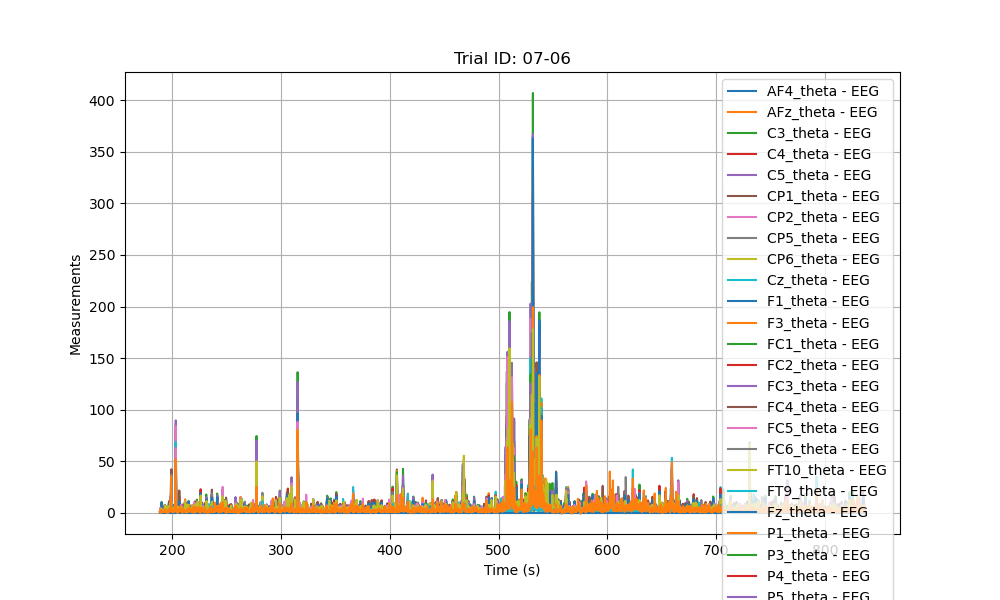 Trial ID: 07-06
400
350
300
250
200
150
100
50
0
Measurements
200
300
400
500
600
700
800
Time (s)
AF4_theta - EEG
AFz_theta - EEG
C3_theta - EEG
C4_theta - EEG
C5_theta - EEG
CP1_theta - EEG
CP2_theta - EEG
CP5_theta - EEG
CP6_theta - EEG
Cz_theta - EEG
F1_theta - EEG
F3_theta - EEG
FC1_theta - EEG
FC2_theta - EEG
FC3_theta - EEG
FC4_theta - EEG
FC5_theta - EEG
FC6_theta - EEG
FT10_theta - EEG
FT9_theta - EEG
Fz_theta - EEG
P1_theta - EEG
P3_theta - EEG
P4_theta - EEG
P5_theta - EEG